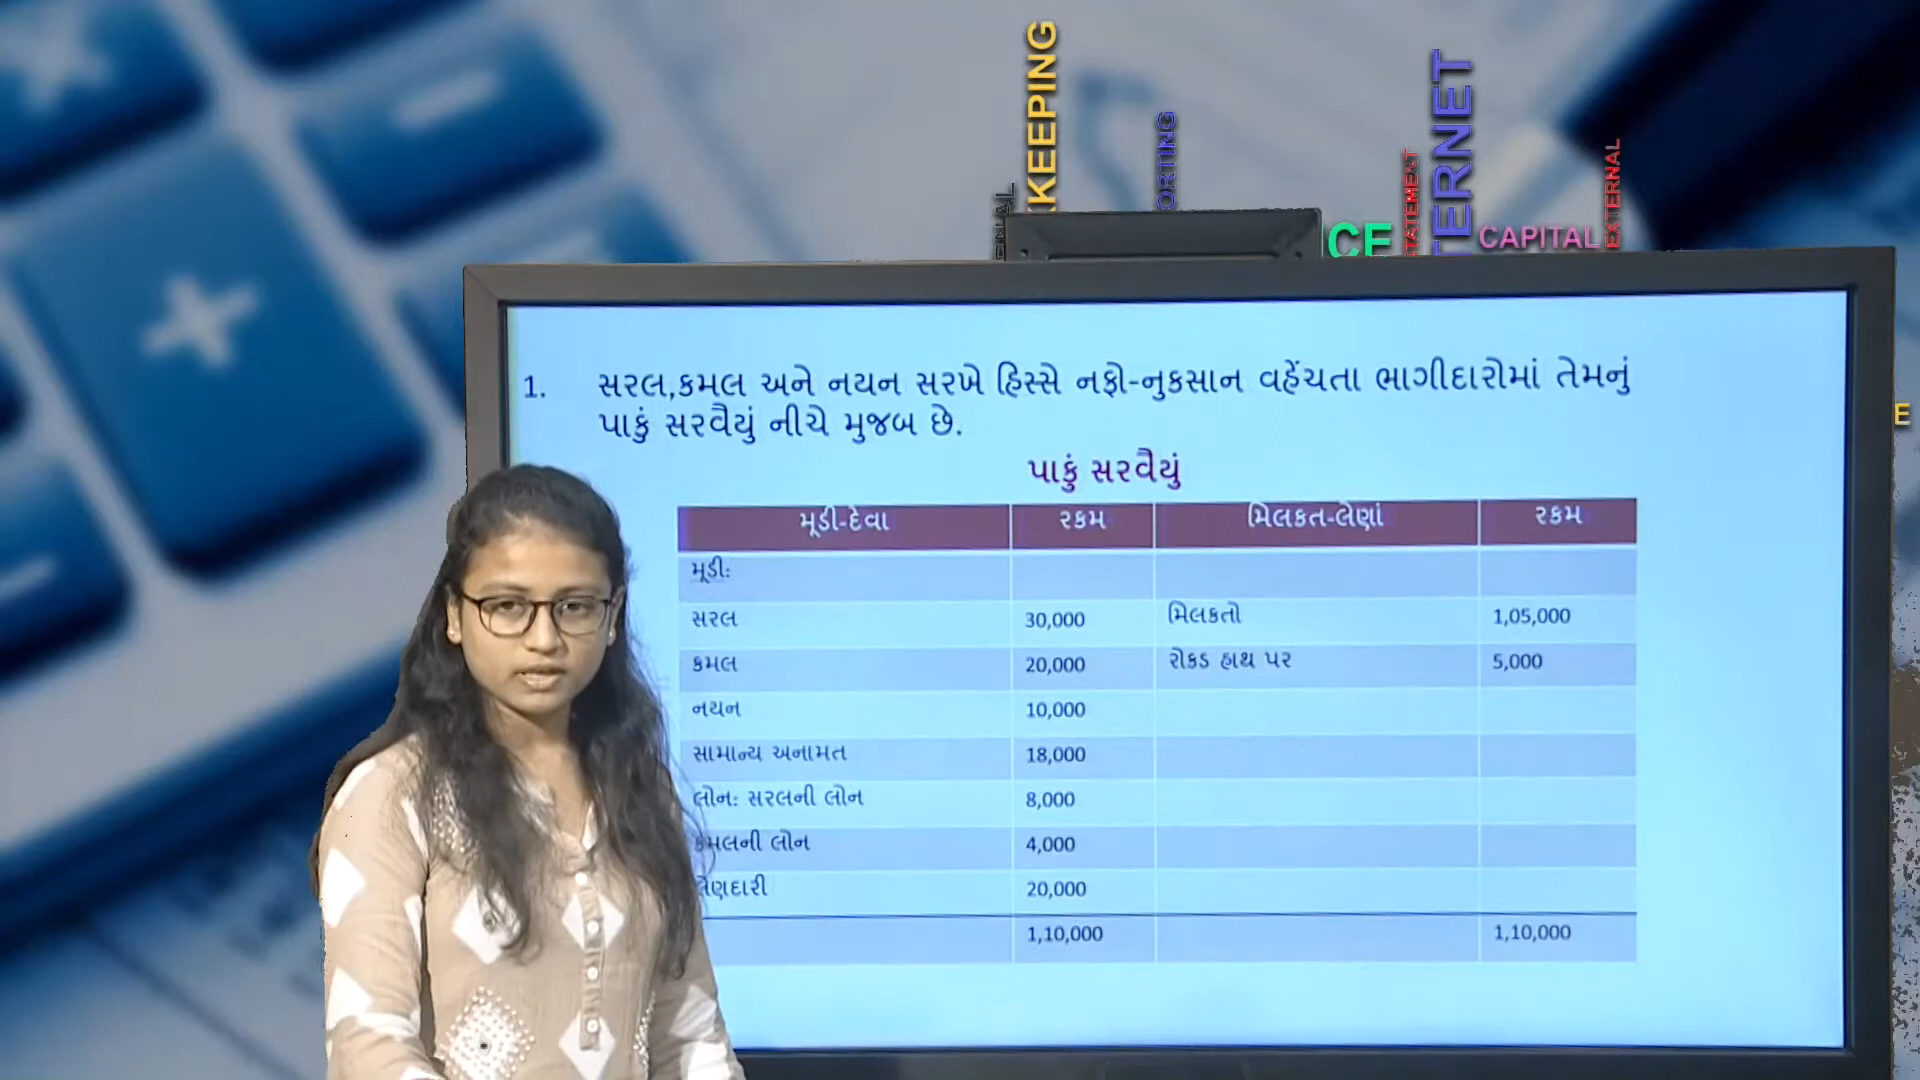 KEEPING
ORTING
CE
STATEMENT
TERNET
CAPITAL
EXTERNAL
E
1. સરલ,કમલ અને નયન સરખે હિસ્સે નફો-નુકસાન વહેંચતા ભાગીદારોમાં તેમનું
પાકું સરવૈયું નીચે મુજબ છે.
પાકું સરવૈયું
મૂડી-દેવા રકમ મિલકત-લેણાં રકમ
મૂડી:
સરલ 30,000 મિલકતો 1,05,000
કમલ 20,000 રોકડ હાથ પર 5,000
નયન 10,000
સામાન્ય અનામત 18,000
લોન: સરલની લોન 8,000
કમલની લોન 4,000
લેણદારી 20,000
1,10,000 1,10,000